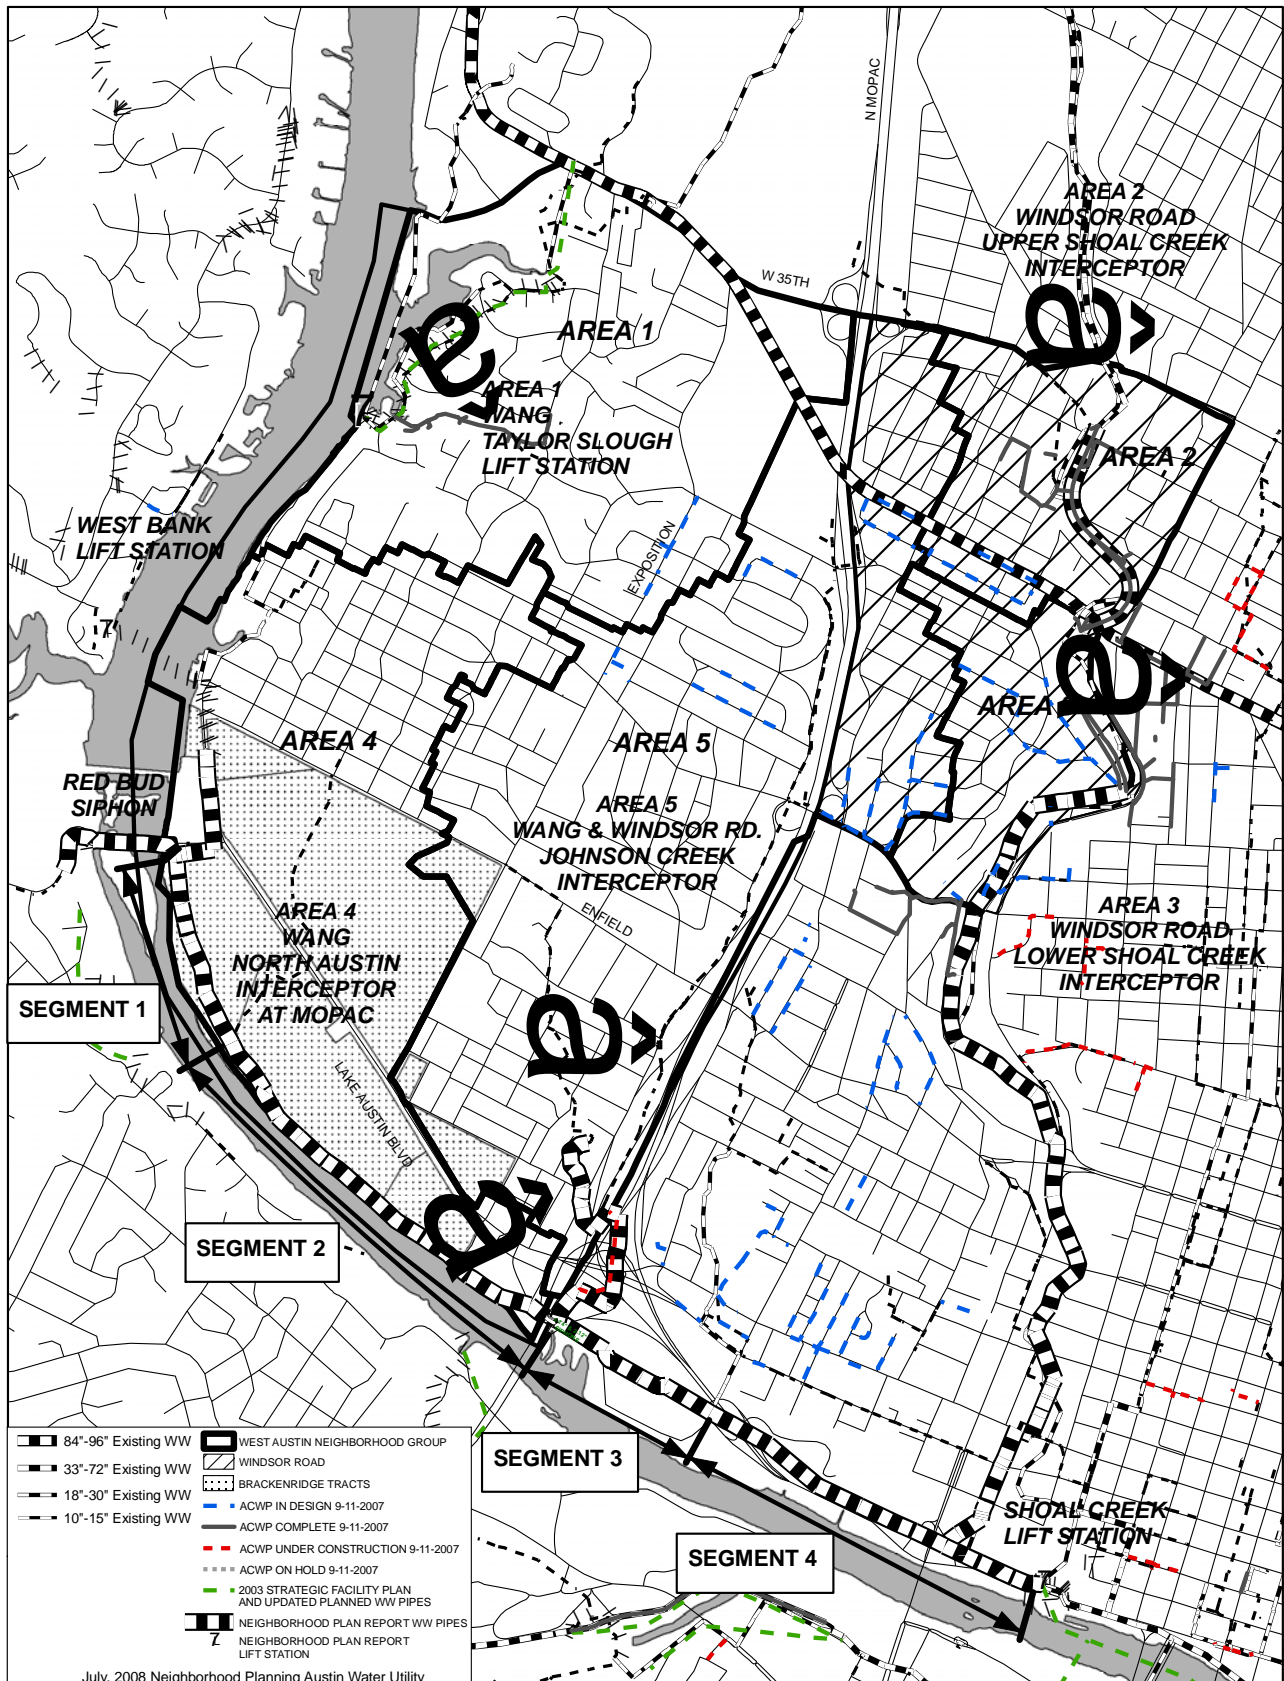 N MOPAC
AREA 2
WINDSOR ROAD
UPPER SHOAL CREEK
INTERCEPTOR
W 35TH
AREA 1
AREA 1
WANG
TAYLOR SLOUGH
LIFT STATION
AREA 2
WEST BANK
LIFT STATION
EXPOSITION
AREA 4
AREA 5
AREA
RED BUD
SIPHON
AREA 5
WANG & WINDSOR RD.
JOHNSON CREEK
INTERCEPTOR
ENFIELD
AREA 4
WANG
NORTH AUSTIN
INTERCEPTOR
AT MOPAC
AREA 3
WINDSOR ROAD
LOWER SHOAL CREEK
INTERCEPTOR
SEGMENT 1
LAKE AUSTIN BLVD
SEGMENT 2
SEGMENT 3
SEGMENT 4
SHOAL CREEK
LIFT STATION
84"-96" Existing WW
33"-72" Existing WW
18"-30" Existing WW
10"-15" Existing WW
WEST AUSTIN NEIGHBORHOOD GROUP
WINDSOR ROAD
BRACKENRIDGE TRACTS
ACWP IN DESIGN 9-11-2007
ACWP COMPLETE 9-11-2007
ACWP UNDER CONSTRUCTION 9-11-2007
ACWP ON HOLD 9-11-2007
2003 STRATEGIC FACILITY PLAN
AND UPDATED PLANNED WW PIPES
NEIGHBORHOOD PLAN REPORT WW PIPES
NEIGHBORHOOD PLAN REPORT
LIFT STATION
July, 2008 Neighborhood Planning Austin Water Utility